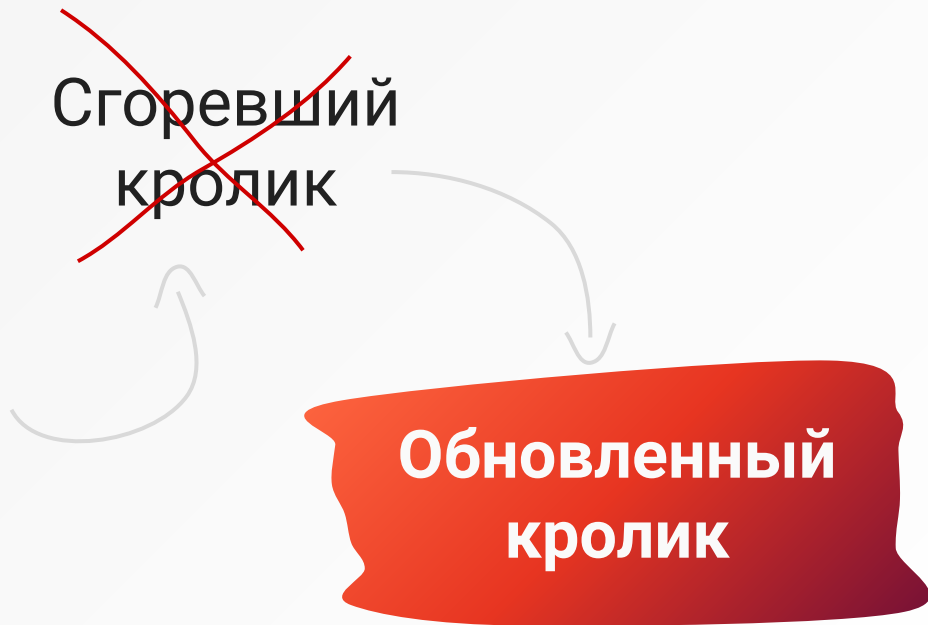 Сгоревший
кролик
Обновленный
кролик